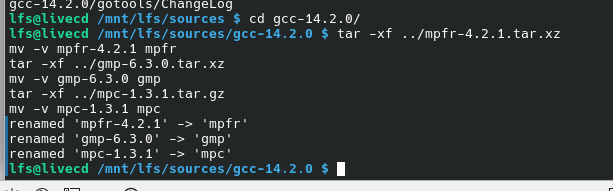 gcc-14.2.0/gotools/ChangeLog
lfs@livecd /mnt/lfs/sources $ cd gcc-14.2.0/
lfs@livecd /mnt/lfs/sources/gcc-14.2.0 $ tar -xf ../mpfr-4.2.1.tar.xz
mv -v mpfr-4.2.1 mpfr
tar -xf ../gmp-6.3.0.tar.xz
mv -v gmp-6.3.0 gmp
tar -xf ../mpc-1.3.1.tar.gz
mv -v mpc-1.3.1 mpc
renamed 'mpfr-4.2.1' -> 'mpfr'
renamed 'gmp-6.3.0' -> 'gmp'
renamed 'mpc-1.3.1' -> 'mpc'
lfs@livecd /mnt/lfs/sources/gcc-14.2.0 $